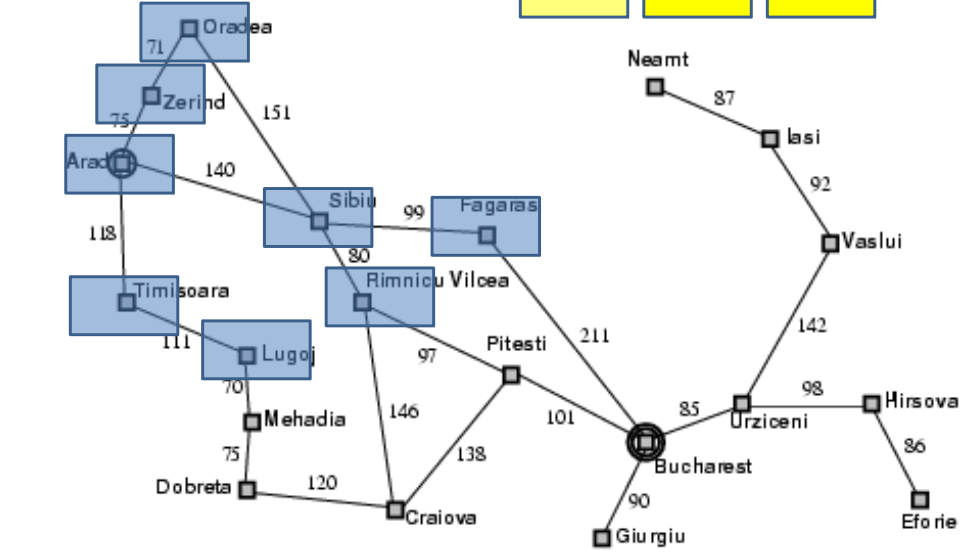 Oradea
71
Neamt
Zerind
87
75
151
Iasi
Arad
140
92
Sibiu
Fagaras
99
118
Vaslui
80
Timisoara
Rimnicu Vilcea
142
111
97
Pitesti
211
Lugoj
70
146
101
85
98
Hirsova
Mehadia
Urziceni
75
138
86
Bucharest
Dobreta
120
90
Craiova
Eforie
Giurgiu